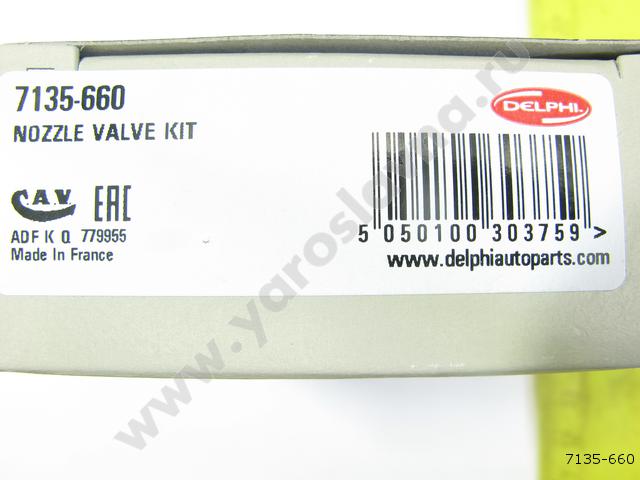 7135-660
NOZZLE VALVE KIT
DELPHI
C.A.V.
EAC
ADF K Q 779955
Made In France
5 050100 303759 >
www.delphiautoparts.com
www.yaroslavna.ru
7135-660